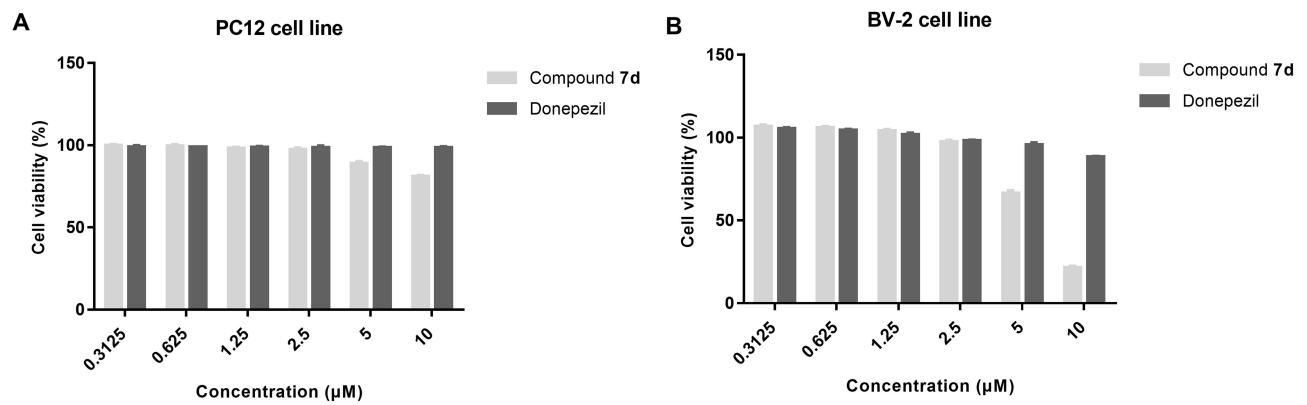 A
PC12 cell line
Cell viability (%)
150
100
50
0
0.3125
0.625
1.25
2.5
5
10
Concentration (μM)
Compound 7d
Donepezil
B
BV-2 cell line
Cell viability (%)
150
100
50
0
0.3125
0.625
1.25
2.5
5
10
Concentration (μM)
Compound 7d
Donepezil